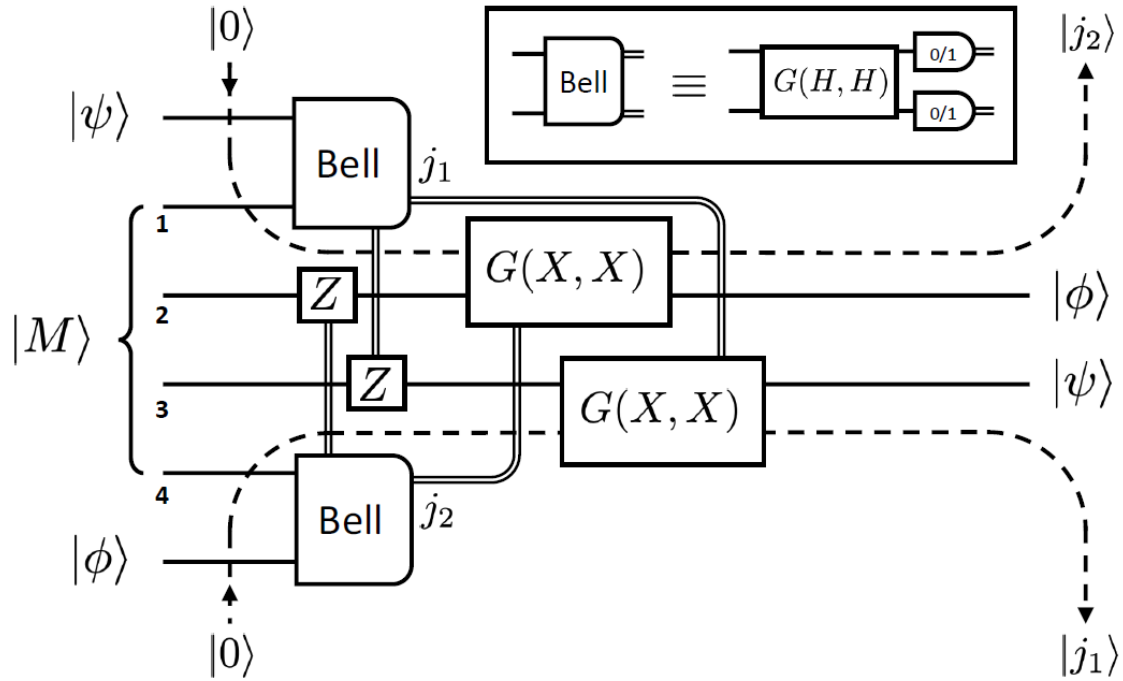 |0⟩
|j₂⟩
Bell ≡ G(H, H) 0/1
0/1
|ψ⟩
Bell j₁
1
G(X, X)
|M⟩
2 Z |ϕ⟩
3 Z G(X, X) |ψ⟩
4
Bell j₂
|ϕ⟩
|0⟩
|j₁⟩